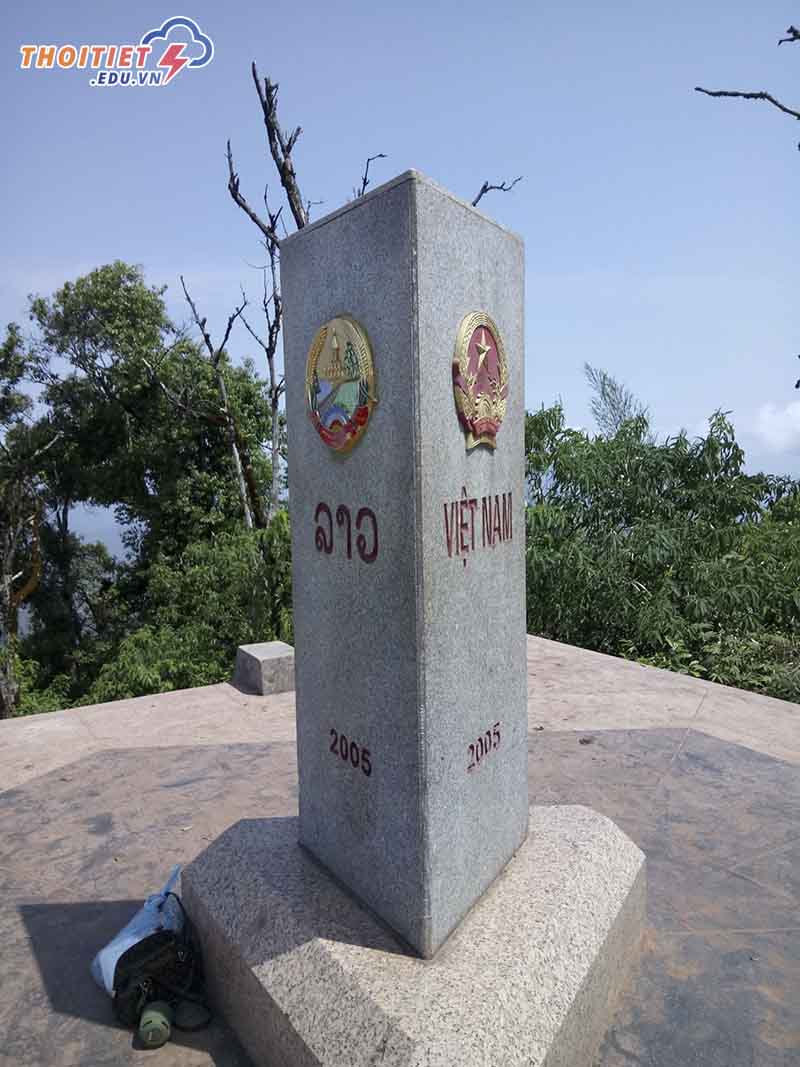 THOITIET
.EDU.VN
ລາວ
VIỆT NAM
2005
2005